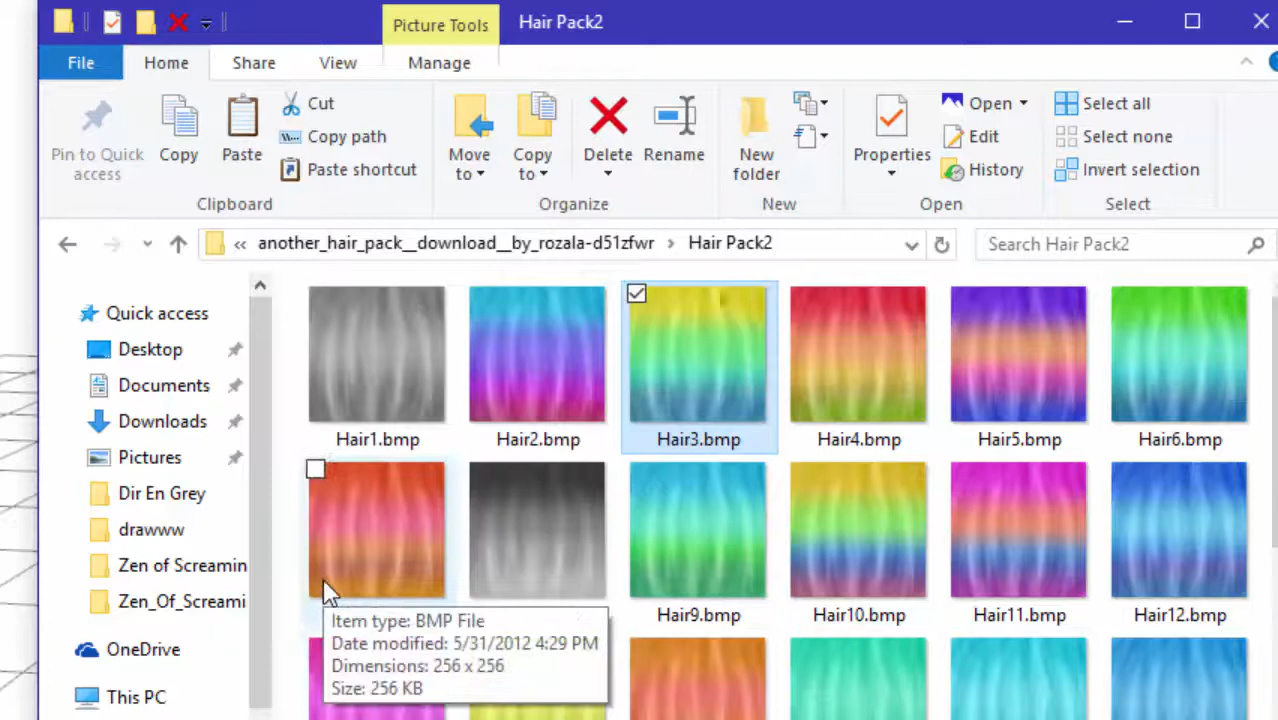 Picture Tools
Hair Pack2
File
Home
Share
View
Manage
Pin to Quick
access
Copy
Paste
Cut
Copy path
Paste shortcut
Clipboard
Move
to
Copy
to
Delete
Rename
Organize
New
folder
New
Properties
Open
Edit
History
Open
Select all
Select none
Invert selection
Select
« another_hair_pack__download__by_rozala-d51zfwr > Hair Pack2
Search Hair Pack2
Quick access
Desktop
Documents
Downloads
Pictures
Dir En Grey
drawww
Zen of Screamin
Zen_Of_Screami
OneDrive
This PC
Hair1.bmp
Hair2.bmp
Hair3.bmp
Hair4.bmp
Hair5.bmp
Hair6.bmp
Hair9.bmp
Hair10.bmp
Hair11.bmp
Hair12.bmp
Item type: BMP File
Date modified: 5/31/2012 4:29 PM
Dimensions: 256 x 256
Size: 256 KB